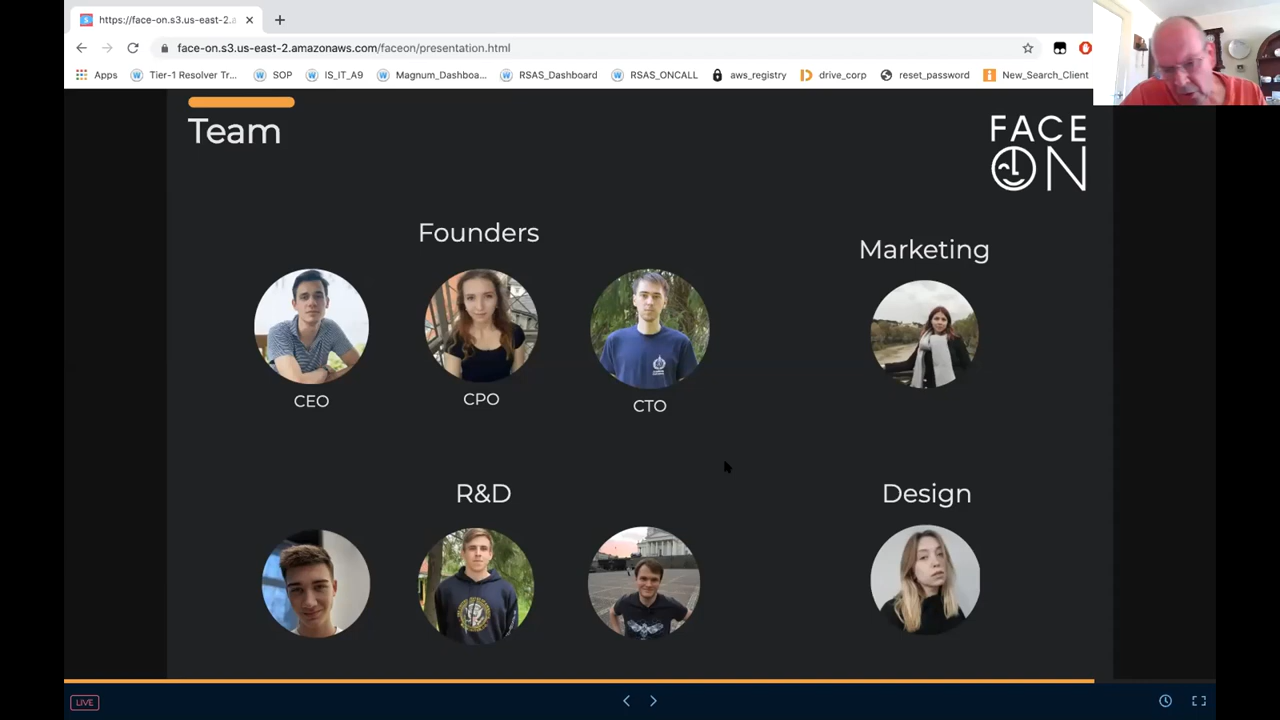 https://face-on.s3.us-east-2.a
face-on.s3.us-east-2.amazonaws.com/faceon/presentation.html
Apps Tier-1 Resolver Tr... SOP IS_IT_A9 Magnum_Dashboa... RSAS_Dashboard RSAS_ONCALL aws_registry drive_corp reset_password New_Search_Client
Team
FACE
ON
Founders
Marketing
CEO
CPO
CTO
R&D
Design
LIVE